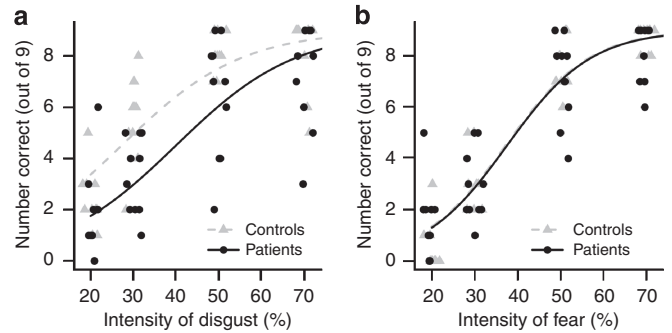 a
Number correct (out of 9)
8
6
4
2
0
Controls
Patients
20 30 40 50 60 70
Intensity of disgust (%)
b
Number correct (out of 9)
8
6
4
2
0
Controls
Patients
20 30 40 50 60 70
Intensity of fear (%)